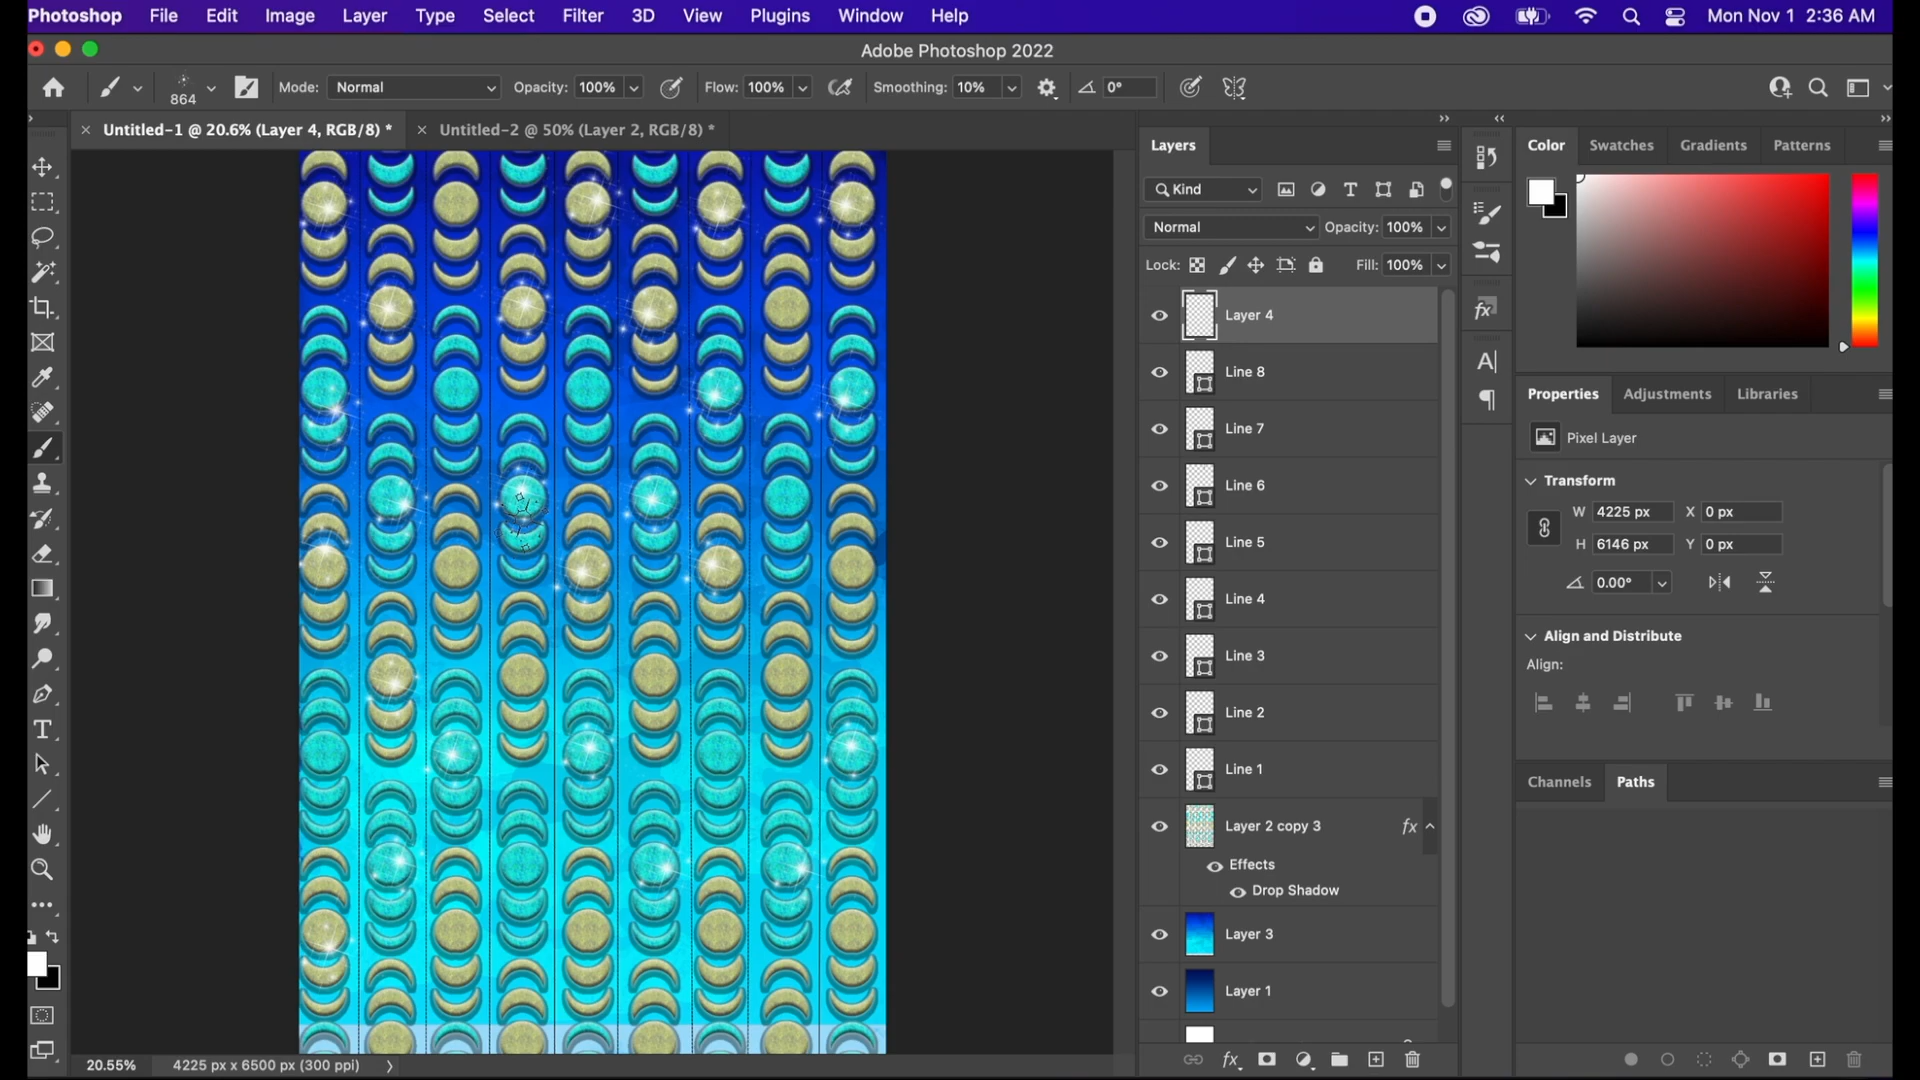 Photoshop File Edit Image Layer Type Select Filter 3D View Plugins Window Help Mon Nov 1 2:36 AM
Adobe Photoshop 2022
864 Mode: Normal Opacity: 100% Flow: 100% Smoothing: 10% 0°
Untitled-1 @ 20.6% (Layer 4, RGB/8) * Untitled-2 @ 50% (Layer 2, RGB/8) *
Layers
Kind
Normal Opacity: 100%
Lock: Fill: 100%
Layer 4
Line 8
Line 7
Line 6
Line 5
Line 4
Line 3
Line 2
Line 1
Layer 2 copy 3 fx
Effects
Drop Shadow
Layer 3
Layer 1
Color Swatches Gradients Patterns
Properties Adjustments Libraries
Pixel Layer
Transform
W 4225 px X 0 px
H 6146 px Y 0 px
0.00°
Align and Distribute
Align:
Channels Paths
20.55% 4225 px x 6500 px (300 ppi)